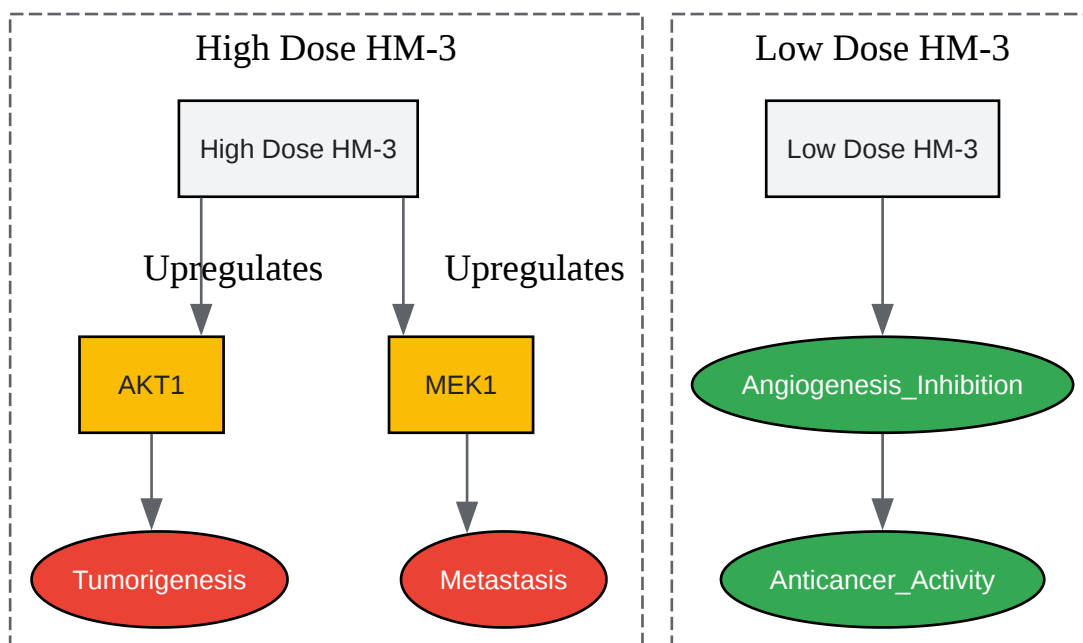 High Dose HM-3
High Dose HM-3
Upregulates
Upregulates
AKT1
MEK1
Tumorigenesis
Metastasis
Low Dose HM-3
Low Dose HM-3
Angiogenesis_Inhibition
Anticancer_Activity